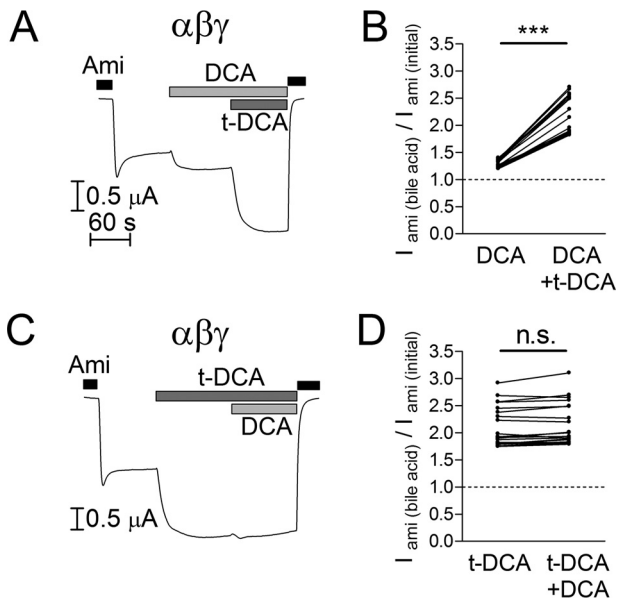 A
αβγ
Ami
DCA
t-DCA
0.5 μA
60 s
B
***
I ami (bile acid) / I ami (initial)
3.5
3.0
2.5
2.0
1.5
1.0
0.5
0.0
DCA
DCA
+t-DCA
C
αβγ
Ami
t-DCA
DCA
0.5 μA
D
n.s.
I ami (bile acid) / I ami (initial)
3.5
3.0
2.5
2.0
1.5
1.0
0.5
0.0
t-DCA
t-DCA
+DCA